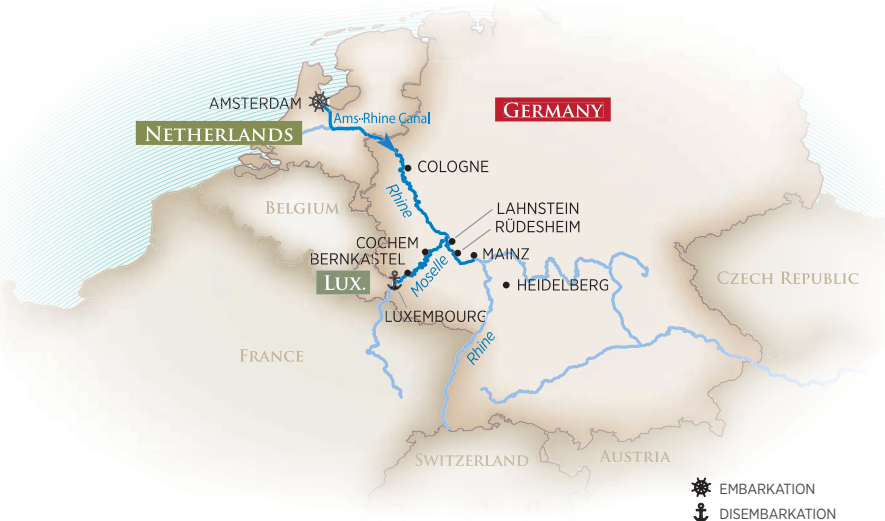 AMSTERDAM
Ams-Rhine Canal
GERMANY
NETHERLANDS
COLOGNE
Rhine
BELGIUM
LAHNSTEIN
RÜDESHEIM
COCHEM
MAINZ
BERNKASTEL
Moselle
LUX.
HEIDELBERG
CZECH REPUBLIC
LUXEMBOURG
FRANCE
Rhine
SWITZERLAND
AUSTRIA
EMBARKATION
DISEMBARKATION